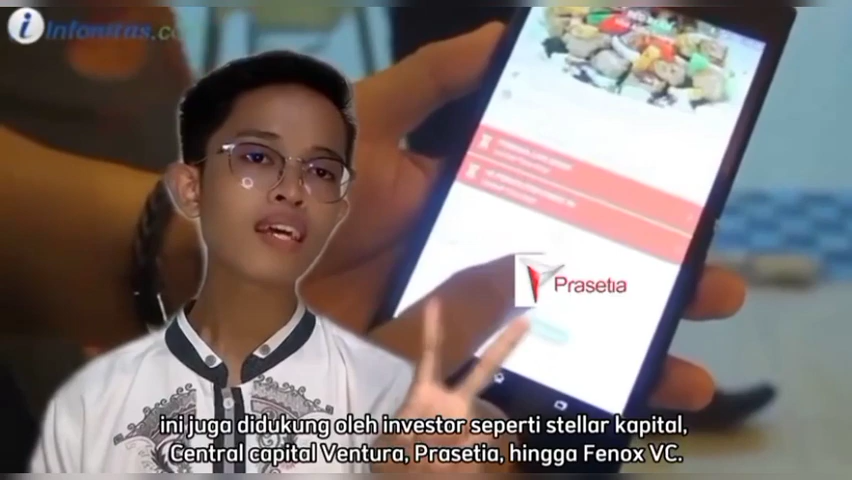 i Infonitas.co
Prasetia
ini juga didukung oleh investor seperti stellar kapital,
Central capital Ventura, Prasetia, hingga Fenox VC.